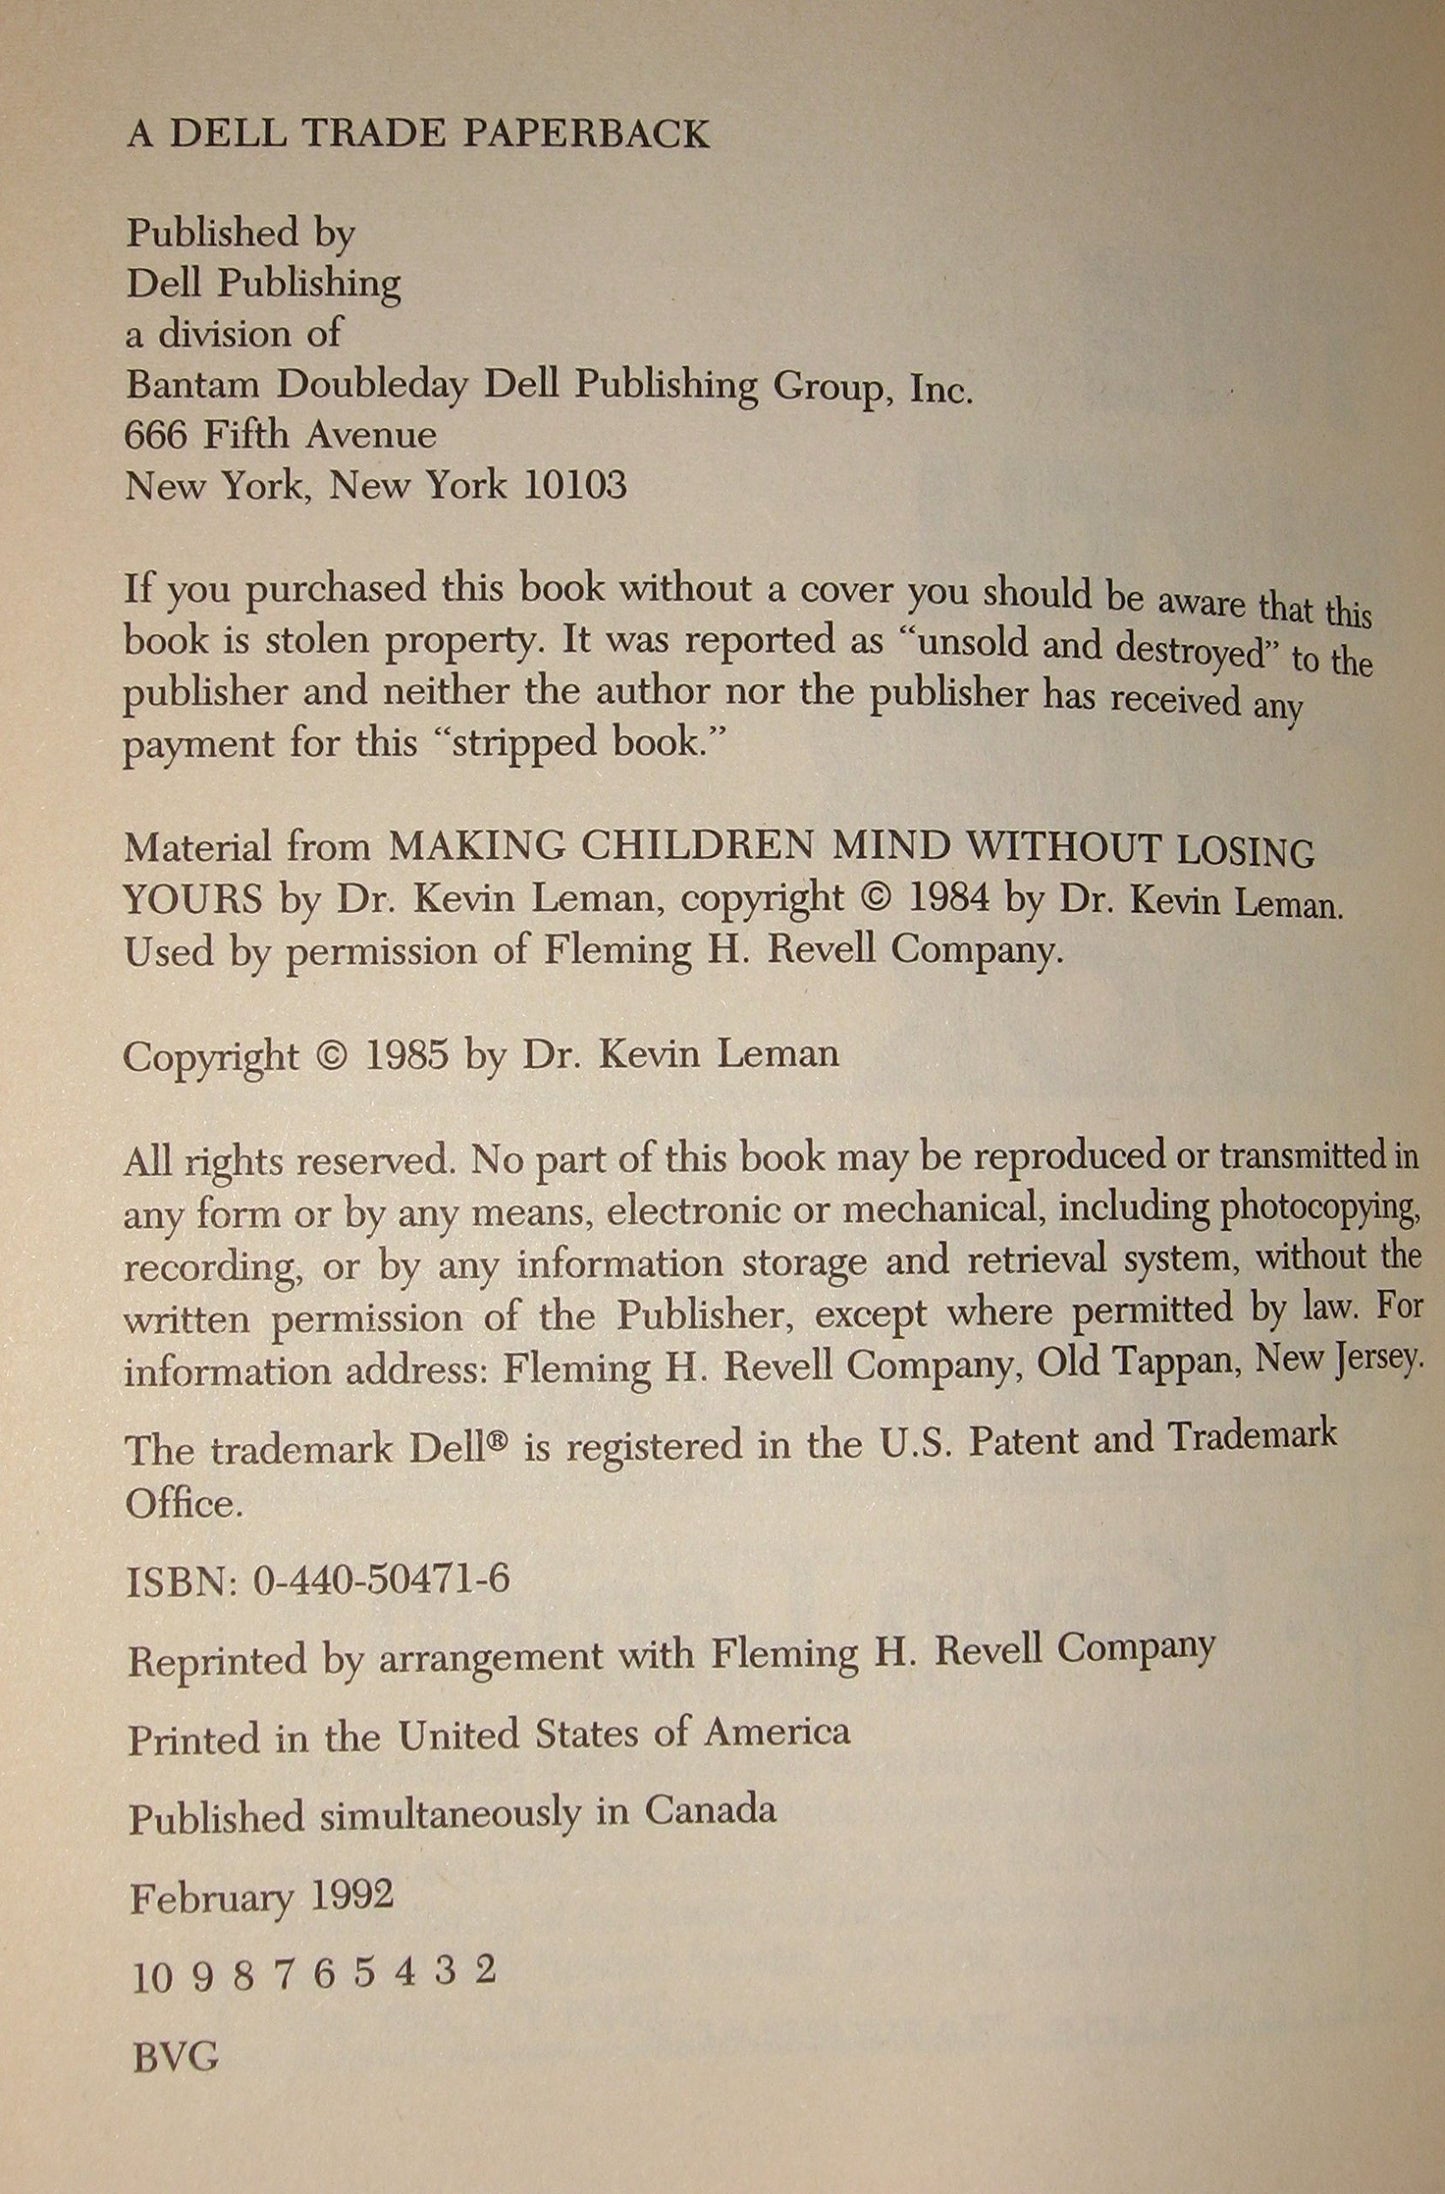 A DELL TRADE PAPERBACK
Published by
Dell Publishing
a division of
Bantam Doubleday Dell Publishing Group, Inc.
666 Fifth Avenue
New York, New York 10103
If you purchased this book without a cover you should be aware that this
book is stolen property. It was reported as “unsold and destroyed” to the
publisher and neither the author nor the publisher has received any
payment for this “stripped book.”
Material from MAKING CHILDREN MIND WITHOUT LOSING
YOURS by Dr. Kevin Leman, copyright © 1984 by Dr. Kevin Leman.
Used by permission of Fleming H. Revell Company.
Copyright © 1985 by Dr. Kevin Leman
All rights reserved. No part of this book may be reproduced or transmitted in
any form or by any means, electronic or mechanical, including photocopying,
recording, or by any information storage and retrieval system, without the
written permission of the Publisher, except where permitted by law. For
information address: Fleming H. Revell Company, Old Tappan, New Jersey.
The trademark Dell® is registered in the U.S. Patent and Trademark
Office.
ISBN: 0-440-50471-6
Reprinted by arrangement with Fleming H. Revell Company
Printed in the United States of America
Published simultaneously in Canada
February 1992
10 9 8 7 6 5 4 3 2
BVG